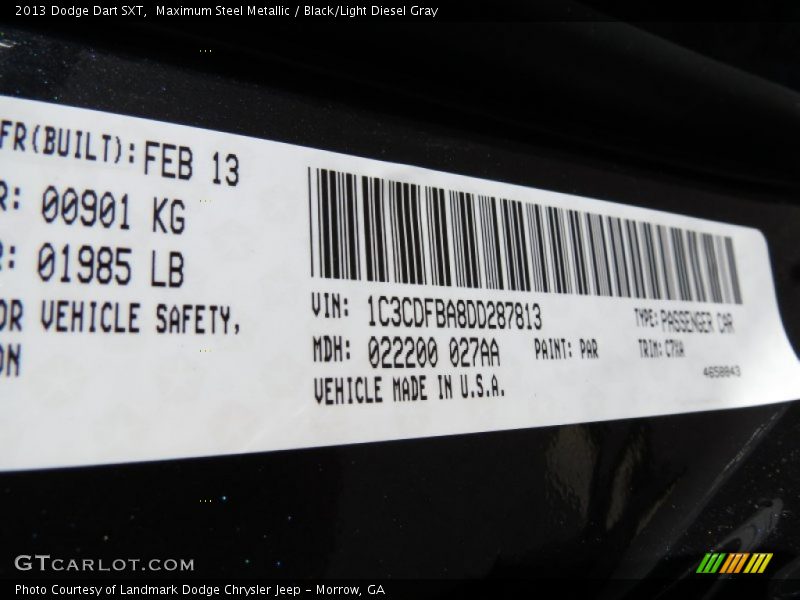 2013 Dodge Dart SXT,  Maximum Steel Metallic / Black/Light Diesel Gray
FR(BUILT): FEB 13
R: 00901 KG
R: 01985 LB
OR VEHICLE SAFETY,
ON
VIN: 1C3CDFBA8DD287813 TYPE: PASSENGER CAR
MDH: 022200 027AA PAINT: PAR TRIM: C7XA
VEHICLE MADE IN U.S.A. 4658043
GTCARLOT.COM
Photo Courtesy of Landmark Dodge Chrysler Jeep - Morrow, GA